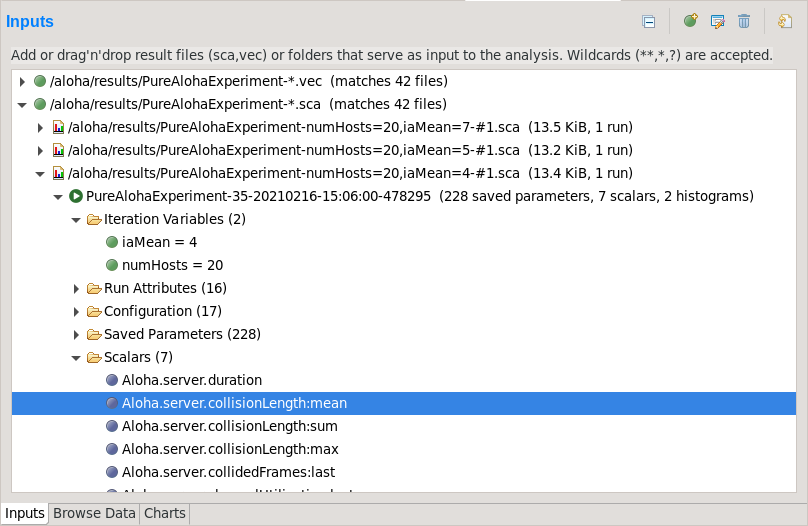 Inputs
Add or drag'n'drop result files (sca,vec) or folders that serve as input to the analysis. Wildcards (**,*,?) are accepted.
/aloha/results/PureAlohaExperiment-*.vec (matches 42 files)
/aloha/results/PureAlohaExperiment-*.sca (matches 42 files)
/aloha/results/PureAlohaExperiment-numHosts=20,iaMean=7-#1.sca (13.5 KiB, 1 run)
/aloha/results/PureAlohaExperiment-numHosts=20,iaMean=5-#1.sca (13.2 KiB, 1 run)
/aloha/results/PureAlohaExperiment-numHosts=20,iaMean=4-#1.sca (13.4 KiB, 1 run)
PureAlohaExperiment-35-20210216-15:06:00-478295 (228 saved parameters, 7 scalars, 2 histograms)
Iteration Variables (2)
iaMean = 4
numHosts = 20
Run Attributes (16)
Configuration (17)
Saved Parameters (228)
Scalars (7)
Aloha.server.duration
Aloha.server.collisionLength:mean
Aloha.server.collisionLength:sum
Aloha.server.collisionLength:max
Aloha.server.collidedFrames:last
Inputs Browse Data Charts